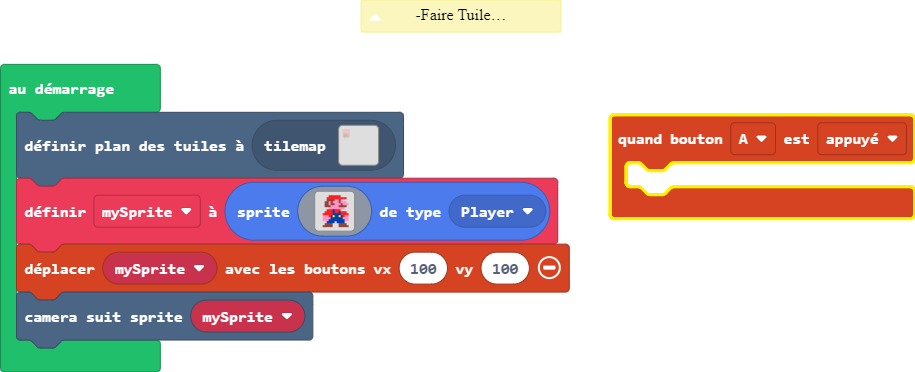 -Faire Tuile…
au démarrage
définir plan des tuiles à tilemap
définir mySprite à sprite de type Player
déplacer mySprite avec les boutons vx 100 vy 100
camera suit sprite mySprite
quand bouton A est appuyé